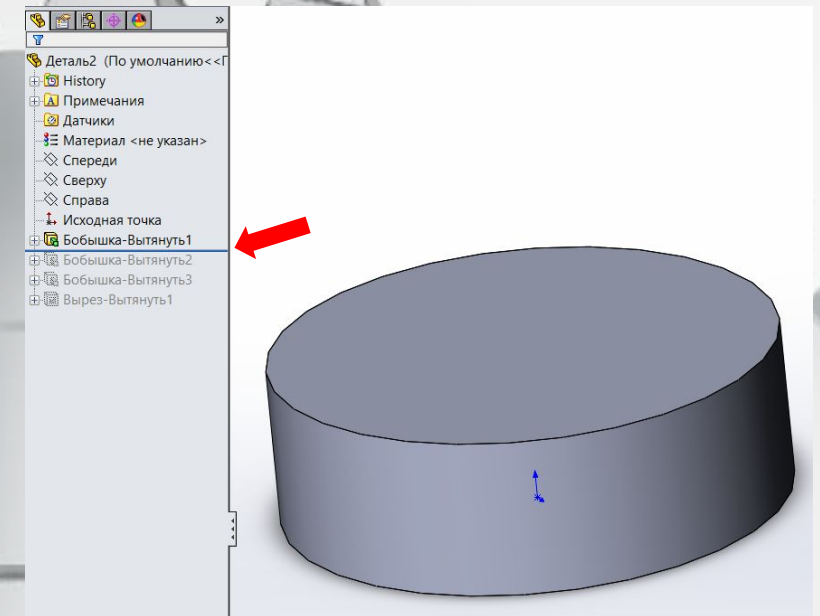 »
Деталь2 (По умолчанию<<Г
History
A Примечания
Датчики
Материал <не указан>
Спереди
Сверху
Справа
Исходная точка
Бобышка-Вытянуть1
Бобышка-Вытянуть2
Бобышка-Вытянуть3
Вырез-Вытянуть1